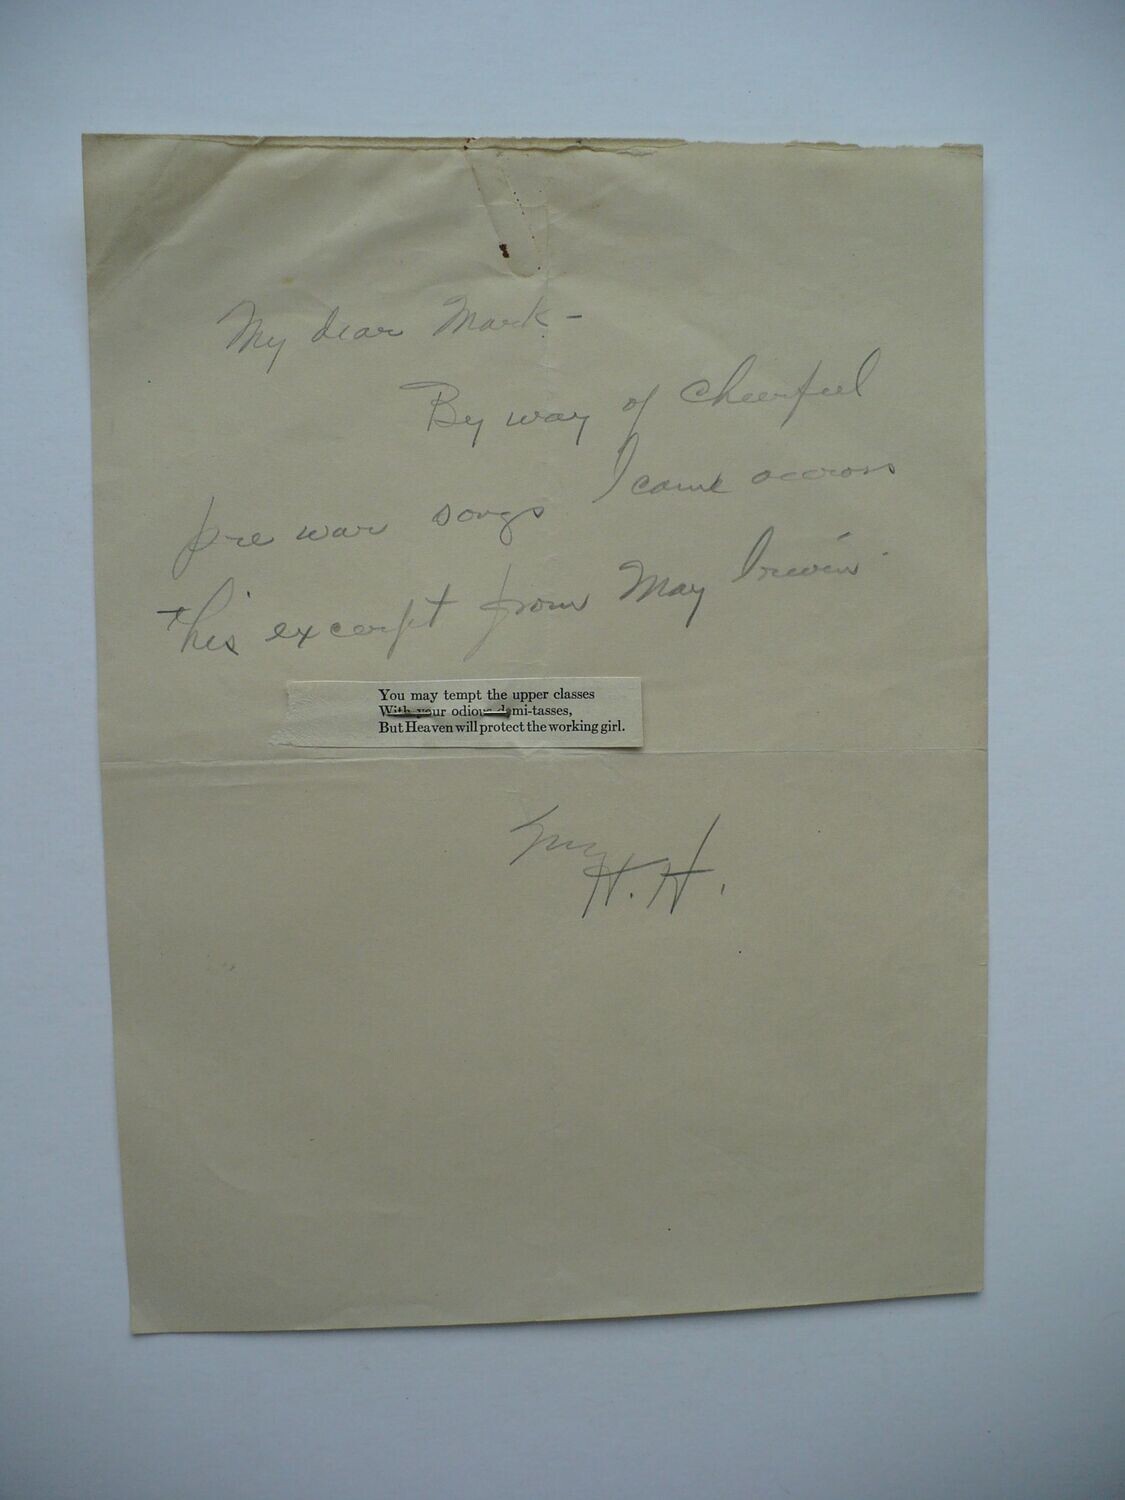 My dear Mark -
By way of cheerful
pre war songs I came accross
this excerpt from May Irwin.
You may tempt the upper classes
With your odious demi-tasses,
But Heaven will protect the working girl.
H. H.